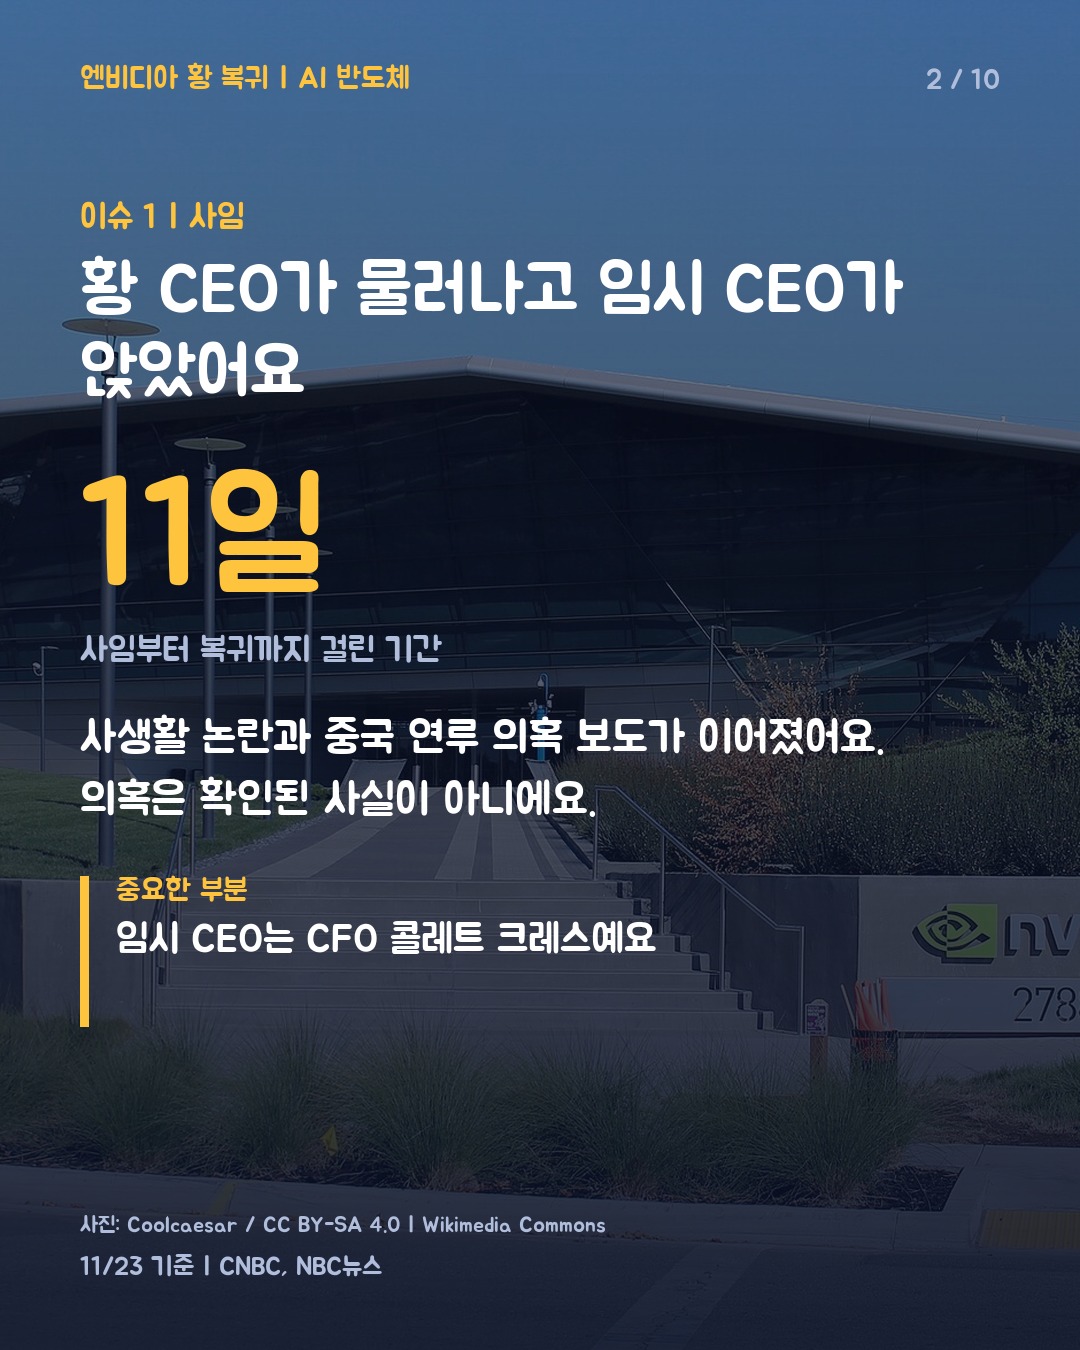 엔비디아 황 복귀 | AI 반도체
2 / 10
이슈 1 | 사임
황 CEO가 물러나고 임시 CEO가
앉았어요
11일
사임부터 복귀까지 걸린 기간
사생활 논란과 중국 연루 의혹 보도가 이어졌어요.
의혹은 확인된 사실이 아니에요.
중요한 부분
임시 CEO는 CFO 콜레트 크레스예요
nv
278
사진: Coolcaesar / CC BY-SA 4.0 | Wikimedia Commons
11/23 기준 | CNBC, NBC뉴스